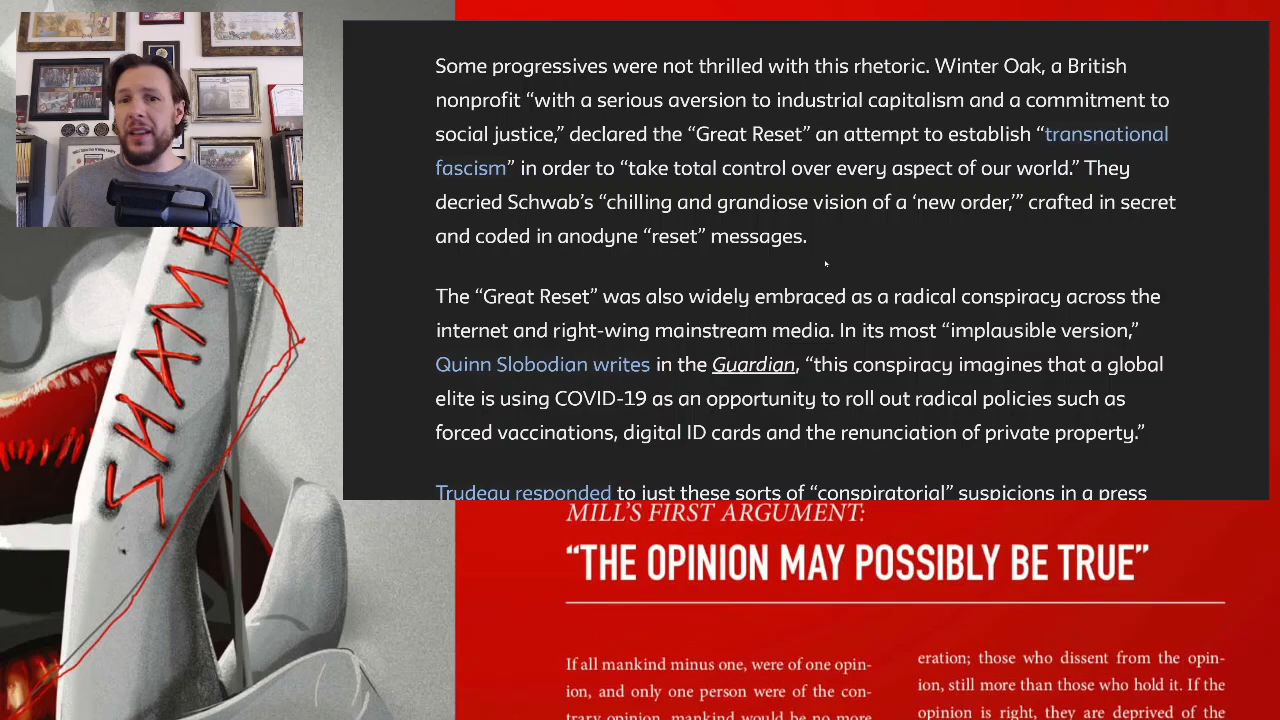 Some progressives were not thrilled with this rhetoric. Winter Oak, a British
nonprofit “with a serious aversion to industrial capitalism and a commitment to
social justice,” declared the “Great Reset” an attempt to establish “transnational
fascism” in order to “take total control over every aspect of our world.” They
decried Schwab’s “chilling and grandiose vision of a ‘new order,’” crafted in secret
and coded in anodyne “reset” messages.
The “Great Reset” was also widely embraced as a radical conspiracy across the
internet and right-wing mainstream media. In its most “implausible version,”
Quinn Slobodian writes in the Guardian, “this conspiracy imagines that a global
elite is using COVID-19 as an opportunity to roll out radical policies such as
forced vaccinations, digital ID cards and the renunciation of private property.”
Trudeau responded to just these sorts of “conspiratorial” suspicions in a press
SHAME
MILL’S FIRST ARGUMENT:
“THE OPINION MAY POSSIBLY BE TRUE”
If all mankind minus one, were of one opin-
ion, and only one person were of the con-
trary opinion, mankind would be no more
eration; those who dissent from the opin-
ion, still more than those who hold it. If the
opinion is right, they are deprived of the